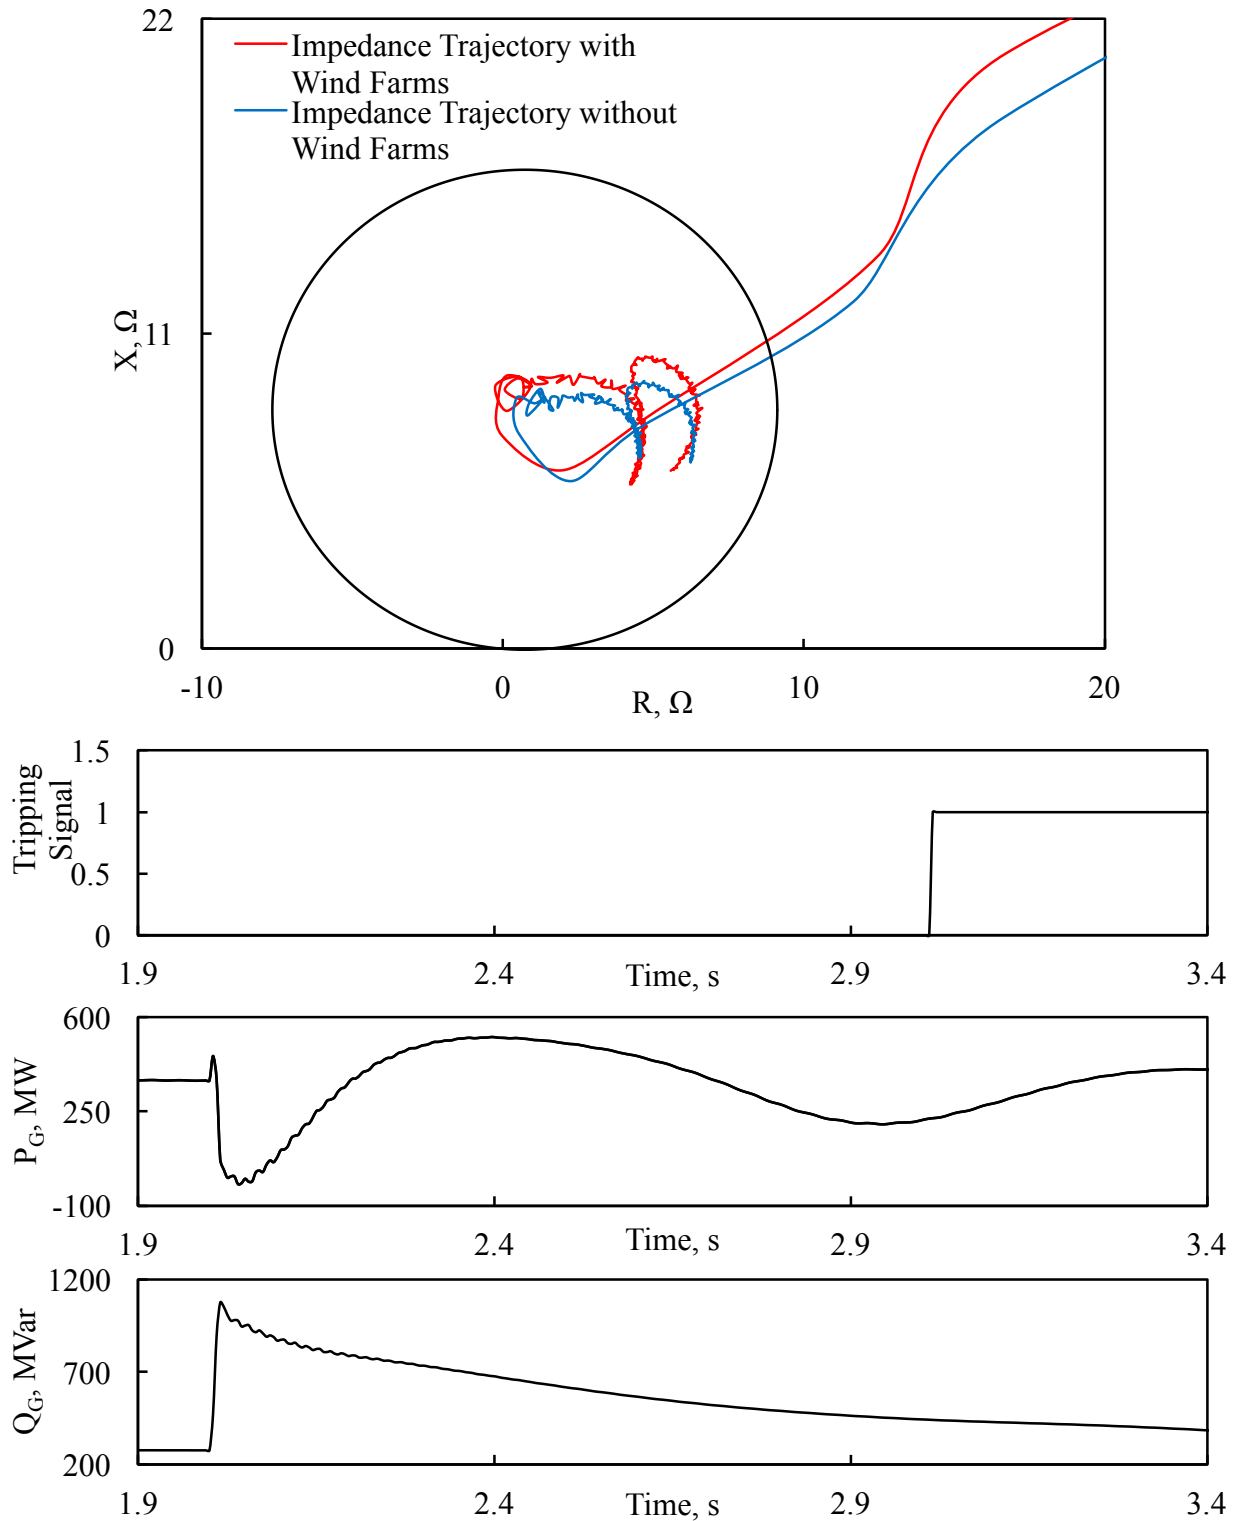 22
Impedance Trajectory with
Wind Farms
Impedance Trajectory without
Wind Farms
X, Ω
11
0
-10
0
10
20
R, Ω
Tripping
Signal
1.5
1
0.5
0
1.9
2.4
Time, s
2.9
3.4
P_G, MW
600
250
-100
1.9
2.4
Time, s
2.9
3.4
Q_G, MVar
1200
700
200
1.9
2.4
Time, s
2.9
3.4